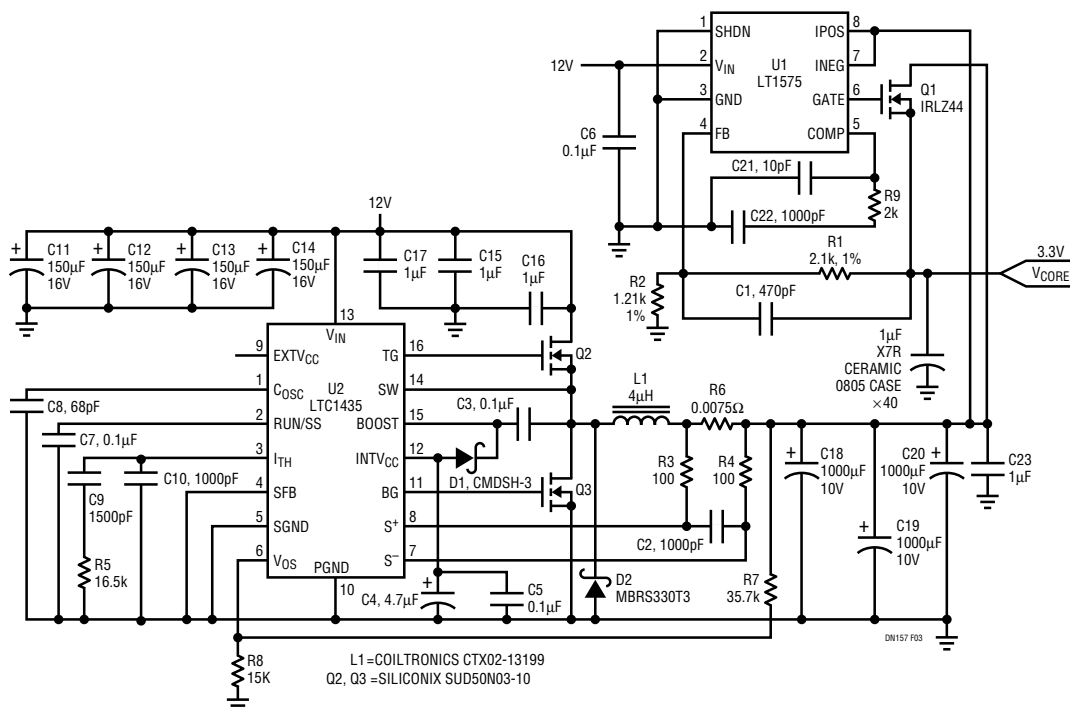 1
SHDN
IPOS
8
12V
2
VIN
U1
LT1575
INEG
7
3
GND
GATE
6
Q1
IRLZ44
4
FB
COMP
5
C6
0.1µF
C21, 10pF
R9
2k
C22, 1000pF
R1
2.1k, 1%
R2
1.21k
1%
C1, 470pF
3.3V
VCORE
1µF
X7R
CERAMIC
0805 CASE
×40
12V
+
C11
150µF
16V
+
C12
150µF
16V
+
C13
150µF
16V
+
C14
150µF
16V
C17
1µF
C15
1µF
C16
1µF
13
VIN
9
EXTVCC
TG
16
Q2
U2
LTC1435
1
COSC
SW
14
C8, 68pF
2
RUN/SS
BOOST
15
C3, 0.1µF
C7, 0.1µF
3
ITH
INTVCC
12
D1, CMDSH-3
C9
1500pF
C10, 1000pF
4
SFB
BG
11
Q3
5
SGND
S+
8
6
VOS
S–
7
PGND
10
R5
16.5k
+
C4, 4.7µF
C5
0.1µF
L1
4µH
R6
0.0075Ω
R3
100
R4
100
C2, 1000pF
D2
MBRS330T3
R7
35.7k
+
C18
1000µF
10V
+
C19
1000µF
10V
C20
1000µF
10V
+
C23
1µF
R8
15K
L1 =COILTRONICS CTX02-13199
Q2, Q3 =SILICONIX SUD50N03-10
DN157 F03